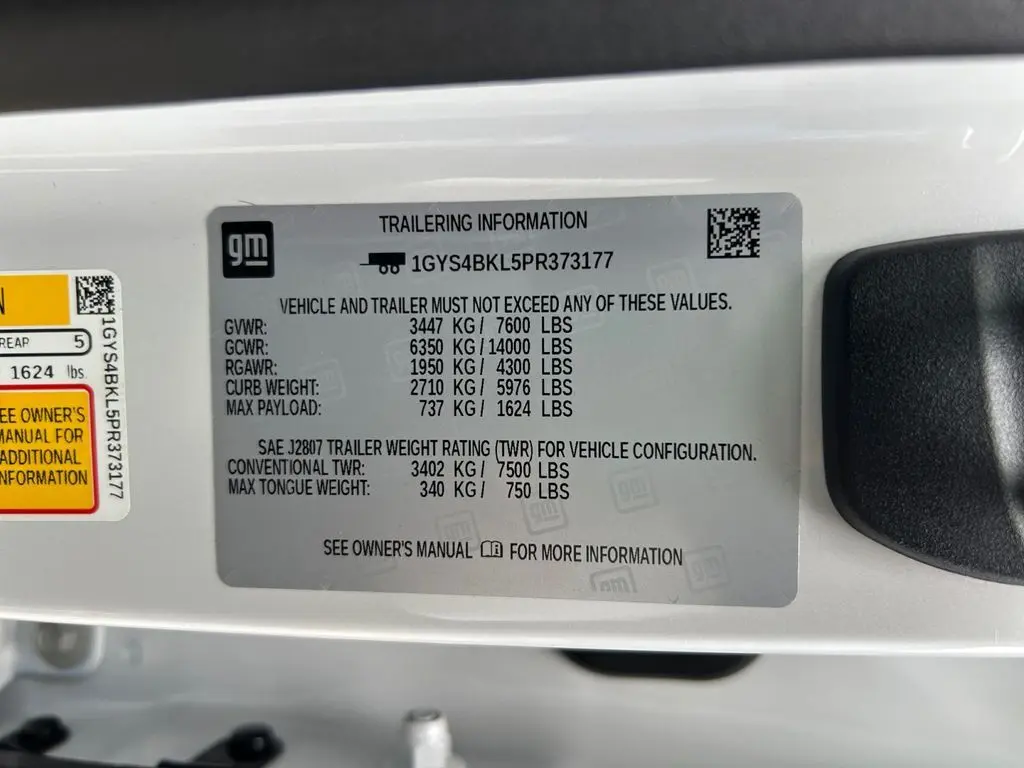 N
REAR 5
1624 lbs.
EE OWNER'S
MANUAL FOR
ADDITIONAL
NFORMATION
1GYS4BKL5PR373177
gm
TRAILERING INFORMATION
1GYS4BKL5PR373177
VEHICLE AND TRAILER MUST NOT EXCEED ANY OF THESE VALUES.
GVWR: 3447 KG / 7600 LBS
GCWR: 6350 KG / 14000 LBS
RGAWR: 1950 KG / 4300 LBS
CURB WEIGHT: 2710 KG / 5976 LBS
MAX PAYLOAD: 737 KG / 1624 LBS
SAE J2807 TRAILER WEIGHT RATING (TWR) FOR VEHICLE CONFIGURATION.
CONVENTIONAL TWR: 3402 KG / 7500 LBS
MAX TONGUE WEIGHT: 340 KG / 750 LBS
SEE OWNER'S MANUAL FOR MORE INFORMATION